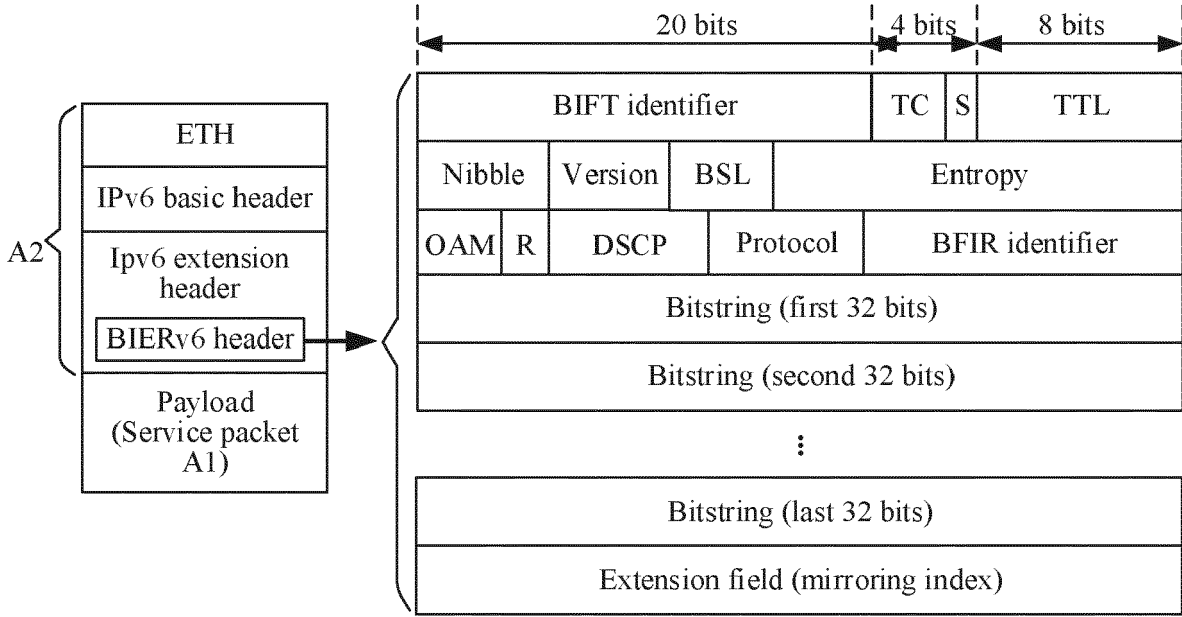 20 bits 4 bits 8 bits
BIFT identifier TC S TTL
Nibble Version BSL Entropy
OAM R DSCP Protocol BFIR identifier
Bitstring (first 32 bits)
Bitstring (second 32 bits)
⋮
Bitstring (last 32 bits)
Extension field (mirroring index)
A2
ETH
IPv6 basic header
Ipv6 extension
header
BIERv6 header
Payload
(Service packet
A1)